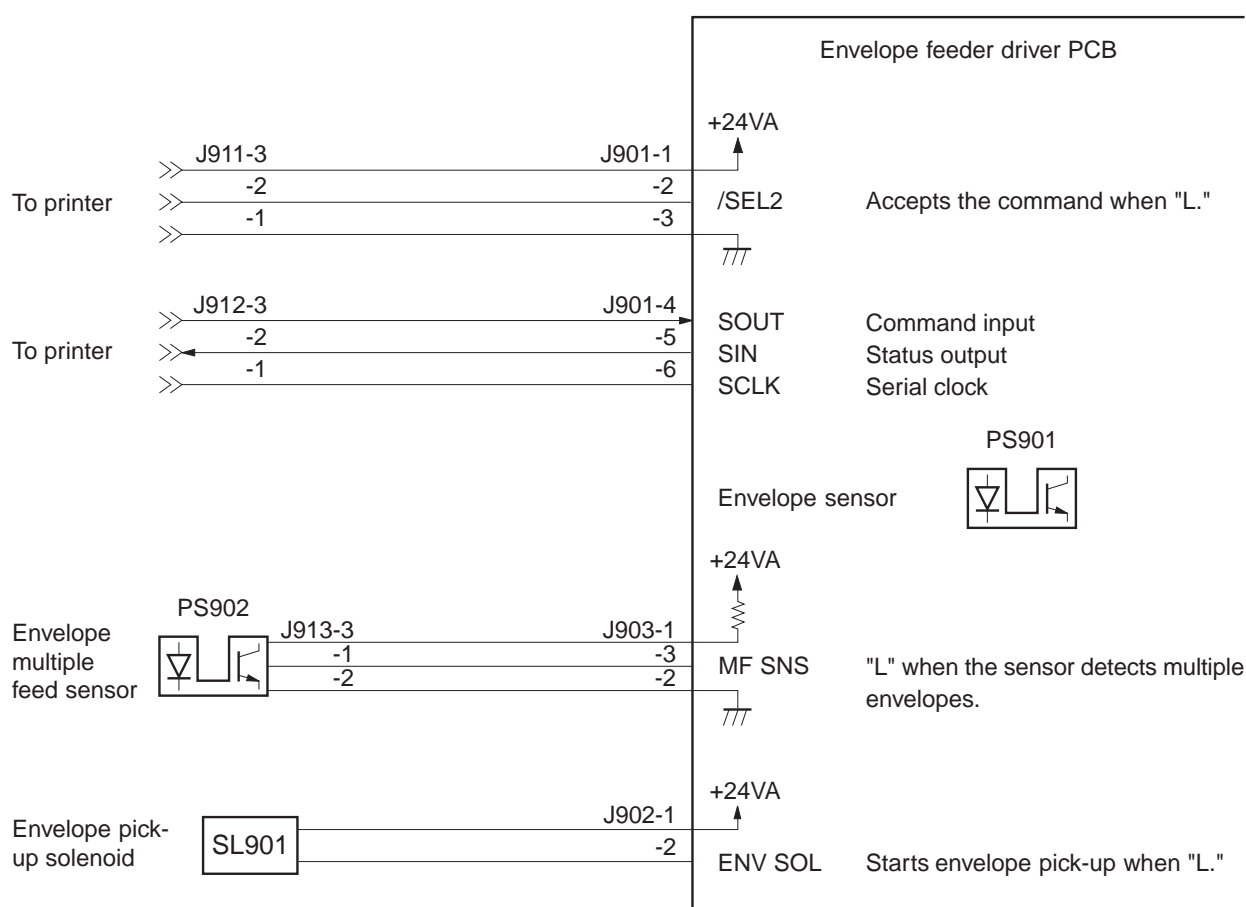 Envelope feeder driver PCB
+24VA
J911-3 J901-1
-2 -2
To printer /SEL2 Accepts the command when "L."
-1 -3
J912-3 J901-4
SOUT Command input
-2 -5
To printer SIN Status output
-1 -6
SCLK Serial clock
PS901
Envelope sensor
+24VA
PS902
Envelope
multiple
feed sensor
J913-3 J903-1
-1 -3
-2 -2
MF SNS "L" when the sensor detects multiple
envelopes.
+24VA
J902-1
Envelope pick-
up solenoid
SL901
-2
ENV SOL Starts envelope pick-up when "L."